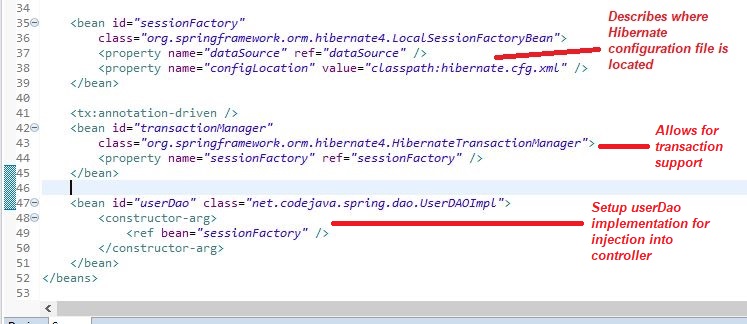 34
35 <bean id="sessionFactory"
36 class="org.springframework.orm.hibernate4.LocalSessionFactoryBean">
37 <property name="dataSource" ref="dataSource" />
38 <property name="configLocation" value="classpath:hibernate.cfg.xml" />
39 </bean>
40
41 <tx:annotation-driven />
42 <bean id="transactionManager"
43 class="org.springframework.orm.hibernate4.HibernateTransactionManager">
44 <property name="sessionFactory" ref="sessionFactory" />
45 </bean>
46
47 <bean id="userDao" class="net.codejava.spring.dao.UserDAOImpl">
48 <constructor-arg>
49 <ref bean="sessionFactory" />
50 </constructor-arg>
51 </bean>
52 </beans>
53
Describes where
Hibernate
configuration file is
located
Allows for
transaction
support
Setup userDao
implementation for
injection into
controller